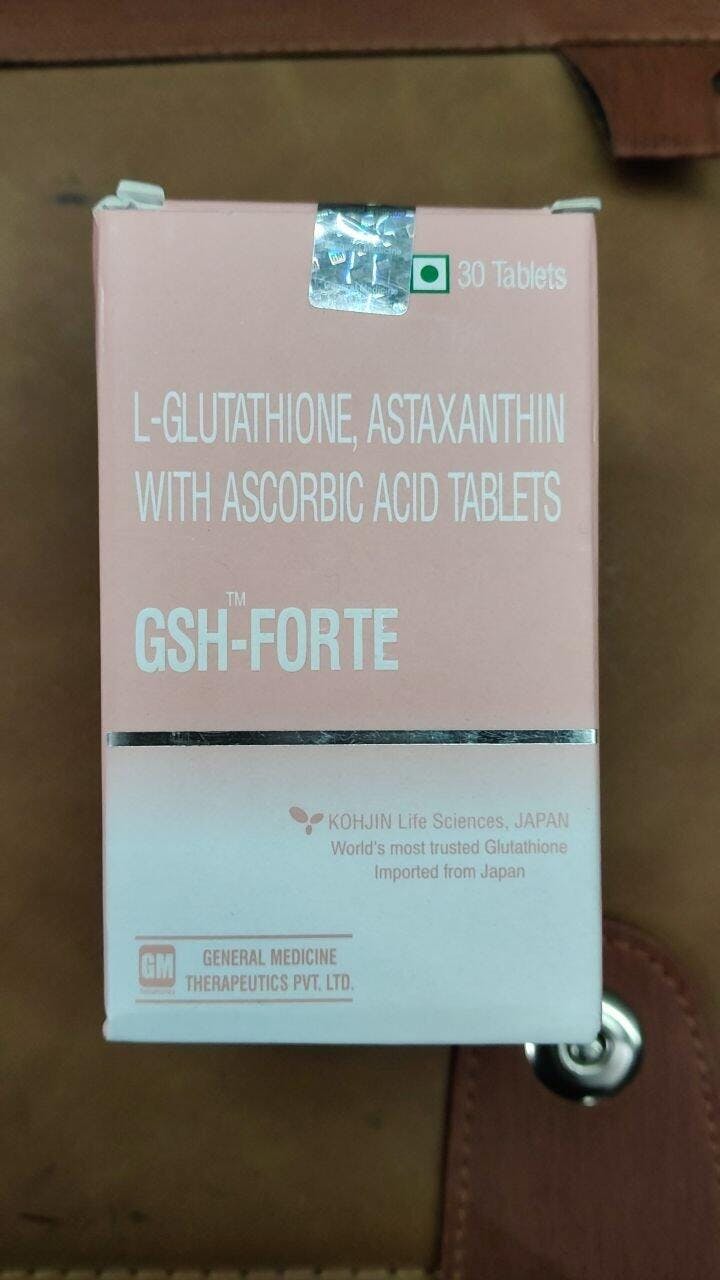 30 Tablets
L-GLUTATHIONE, ASTAXANTHIN
WITH ASCORBIC ACID TABLETS
GSH-FORTE™
KOHJIN Life Sciences, JAPAN
World's most trusted Glutathione
Imported from Japan
GM
GENERAL MEDICINE
THERAPEUTICS PVT. LTD.